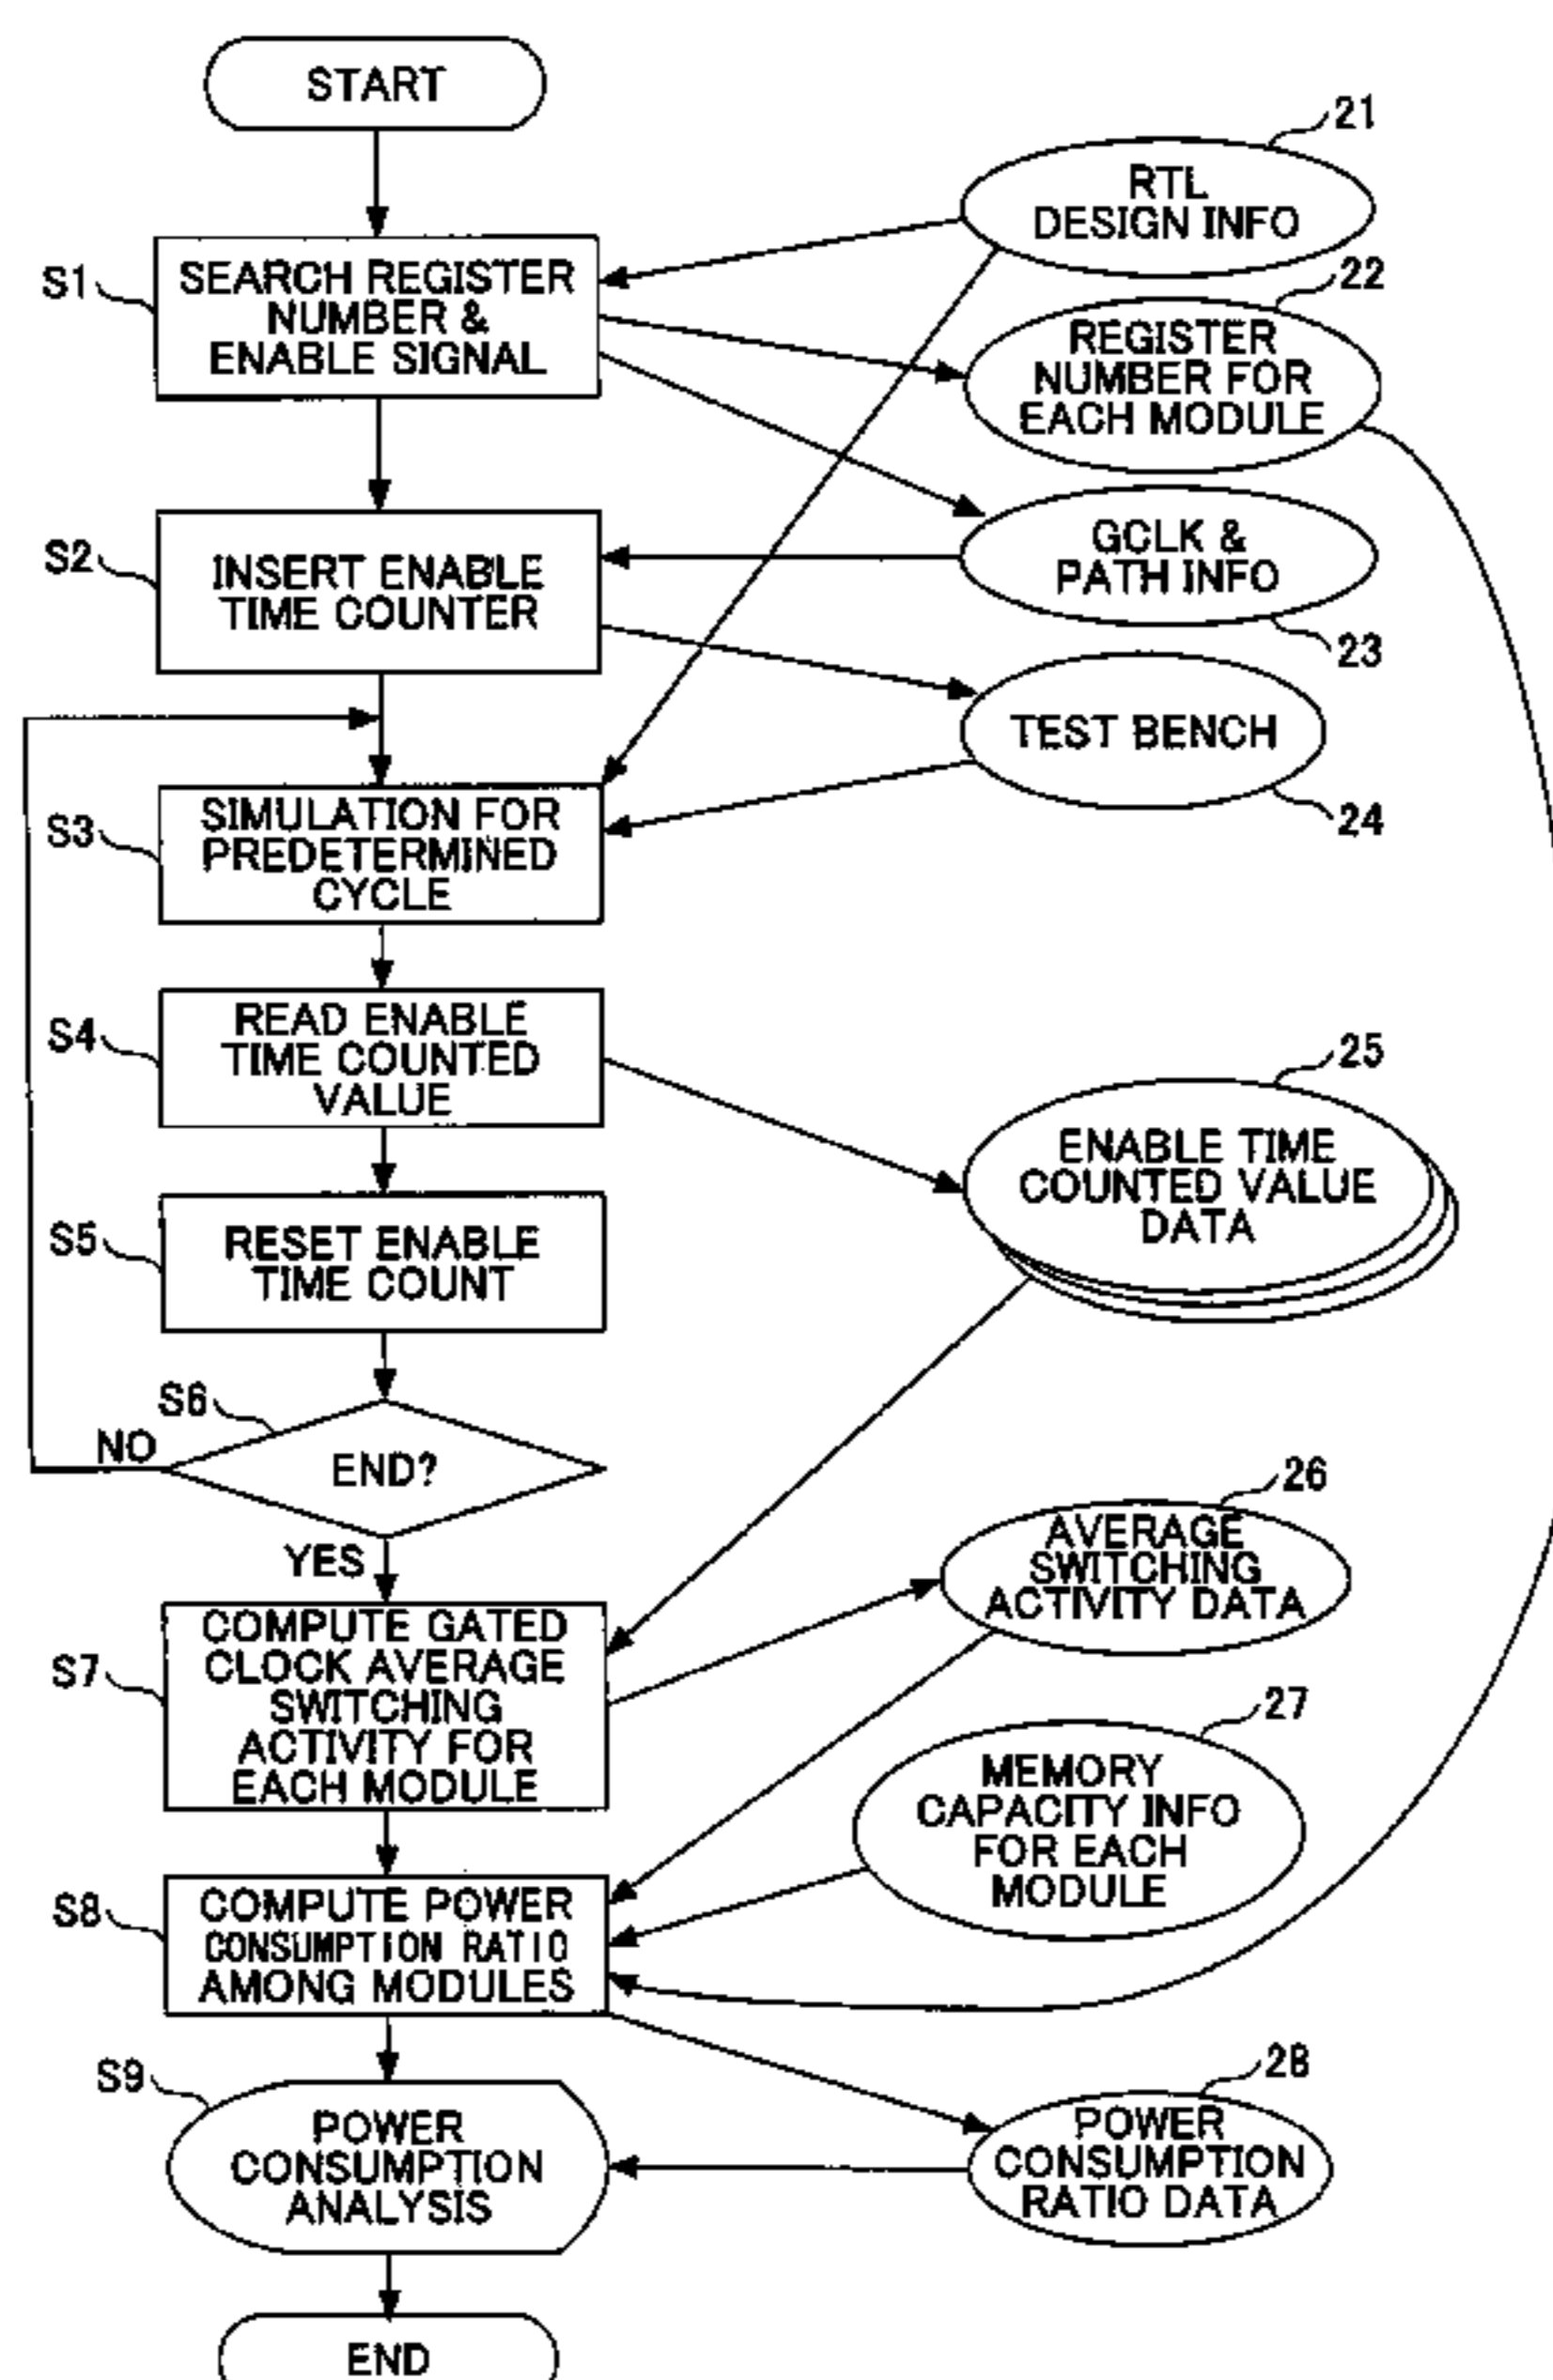 START
21
RTL
DESIGN INFO
S1
SEARCH REGISTER
NUMBER &
ENABLE SIGNAL
22
REGISTER
NUMBER FOR
EACH MODULE
S2
INSERT ENABLE
TIME COUNTER
GCLK &
PATH INFO
23
TEST BENCH
24
S3
SIMULATION FOR
PREDETERMINED
CYCLE
S4
READ ENABLE
TIME COUNTED
VALUE
25
ENABLE TIME
COUNTED VALUE
DATA
S5
RESET ENABLE
TIME COUNT
S6
NO
END?
YES
26
AVERAGE
SWITCHING
ACTIVITY DATA
S7
COMPUTE GATED
CLOCK AVERAGE
SWITCHING
ACTIVITY FOR
EACH MODULE
27
MEMORY
CAPACITY INFO
FOR EACH
MODULE
S8
COMPUTE POWER
CONSUMPTION RATIO
AMONG MODULES
S9
POWER
CONSUMPTION
ANALYSIS
28
POWER
CONSUMPTION
RATIO DATA
END